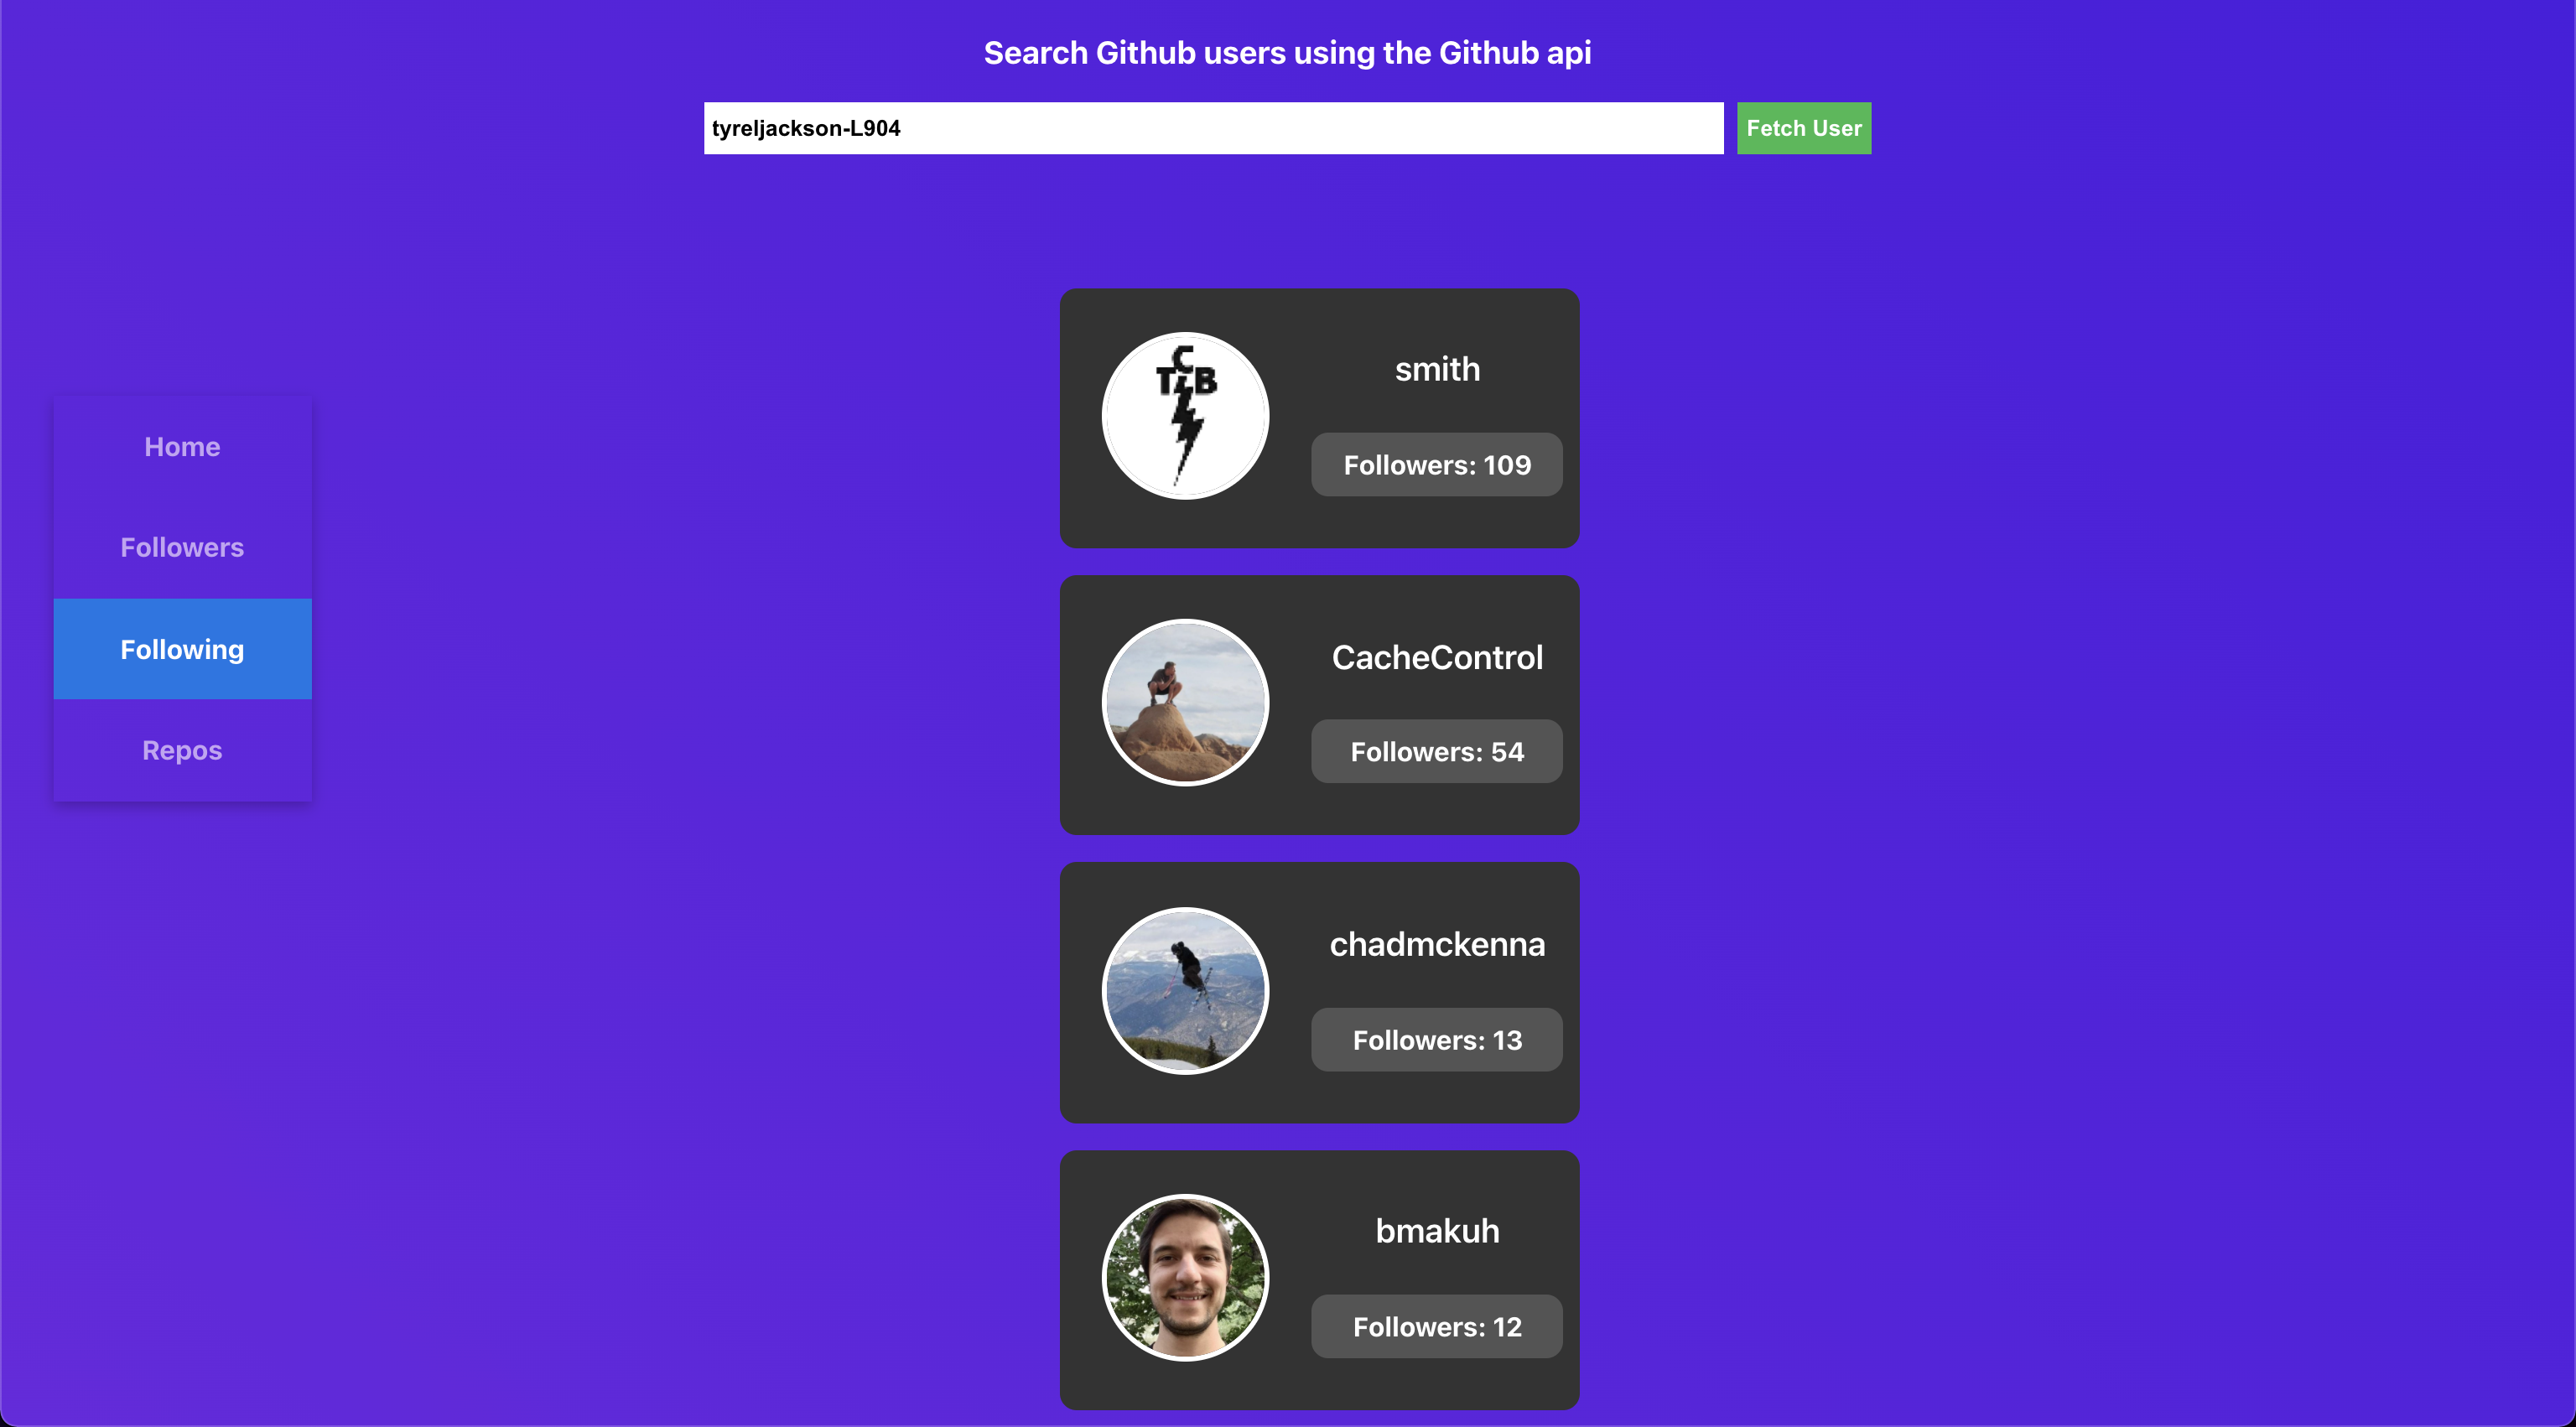 Search Github users using the Github api
tyreljackson-L904
Fetch User
Home
Followers
Following
Repos
TCB
smith
Followers: 109
CacheControl
Followers: 54
chadmckenna
Followers: 13
bmakuh
Followers: 12